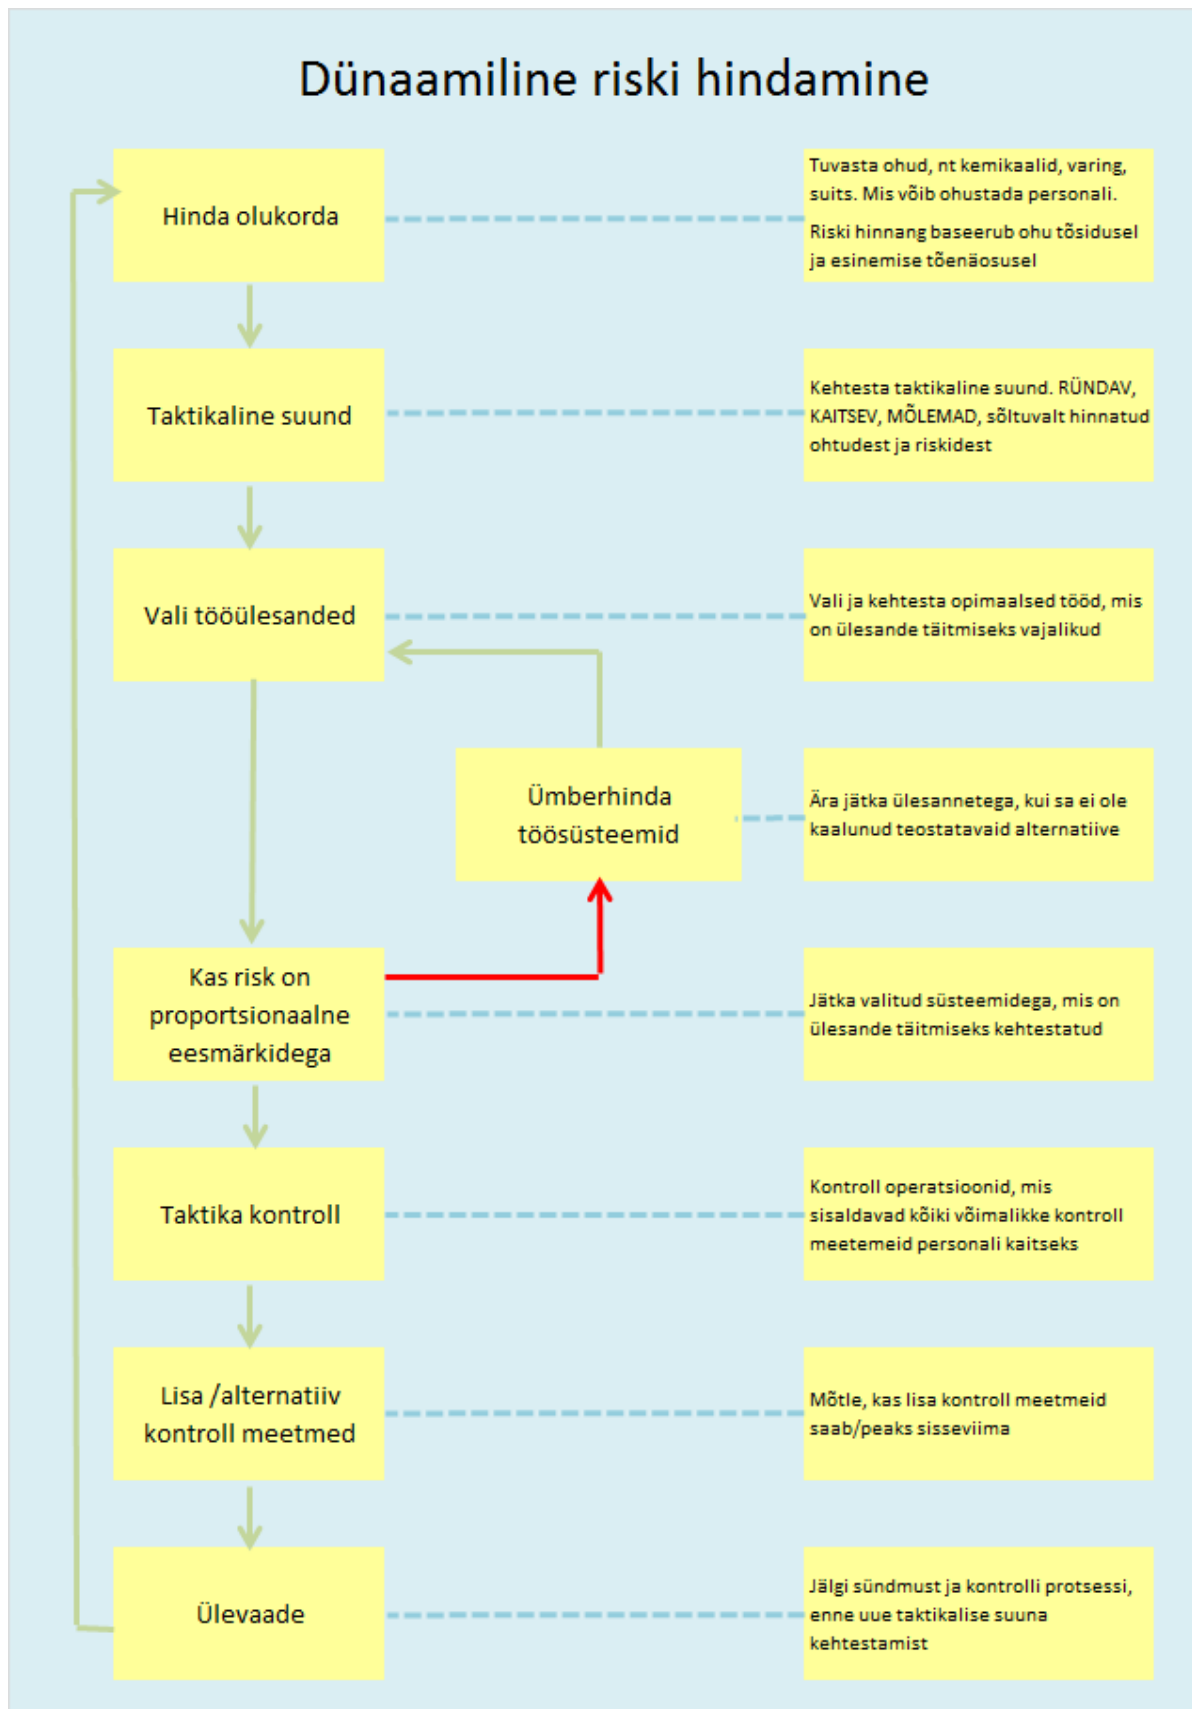 Dünaamiline riski hindamine
Hinda olukorda
Tuvasta ohud, nt kemikaalid, varing,
suits. Mis võib ohustada personali.
Riski hinnang baseerub ohu tõsidusel
ja esinemise tõenäosusel
Taktikaline suund
Kehtesta taktikaline suund. RÜNDAV,
KAITSEV, MÕLEMAD, sõltuvalt hinnatud
ohtudest ja riskidest
Vali tööülesanded
Vali ja kehtesta opimaalsed tööd, mis
on ülesande täitmiseks vajalikud
Ümberhinda
töösüsteemid
Ära jätka ülesannetega, kui sa ei ole
kaalunud teostatavaid alternatiive
Kas risk on
proportsionaalne
eesmärkidega
Jätka valitud süsteemidega, mis on
ülesande täitmiseks kehtestatud
Taktika kontroll
Kontroll operatsioonid, mis
sisaldavad kõiki võimalikke kontroll
meetemeid personali kaitseks
Lisa /alternatiiv
kontroll meetmed
Mõtle, kas lisa kontroll meetmeid
saab/peaks sisseviima
Ülevaade
Jälgi sündmust ja kontrolli protsessi,
enne uue taktikalise suuna
kehtestamist